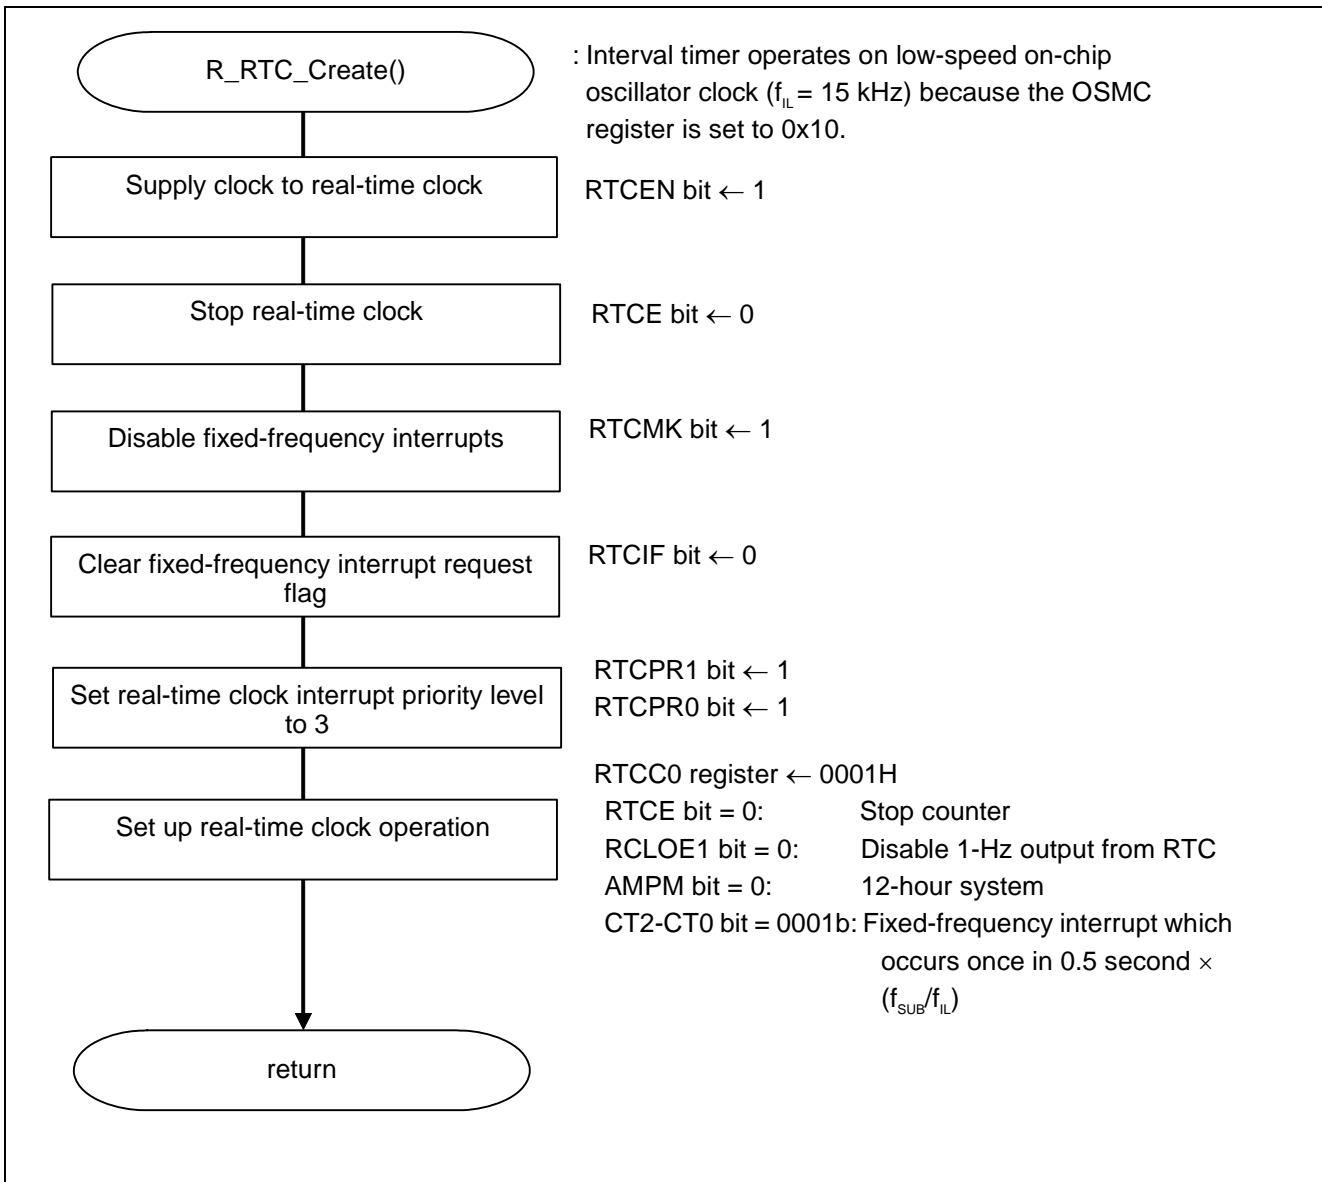 R_RTC_Create()
: Interval timer operates on low-speed on-chip
oscillator clock (fIL = 15 kHz) because the OSMC
register is set to 0x10.
Supply clock to real-time clock
RTCEN bit ← 1
Stop real-time clock
RTCE bit ← 0
Disable fixed-frequency interrupts
RTCMK bit ← 1
Clear fixed-frequency interrupt request
flag
RTCIF bit ← 0
Set real-time clock interrupt priority level
to 3
RTCPR1 bit ← 1
RTCPR0 bit ← 1
Set up real-time clock operation
RTCC0 register ← 0001H
RTCE bit = 0: Stop counter
RCLOE1 bit = 0: Disable 1-Hz output from RTC
AMPM bit = 0: 12-hour system
CT2-CT0 bit = 0001b: Fixed-frequency interrupt which
occurs once in 0.5 second ×
(fSUB/fIL)
return